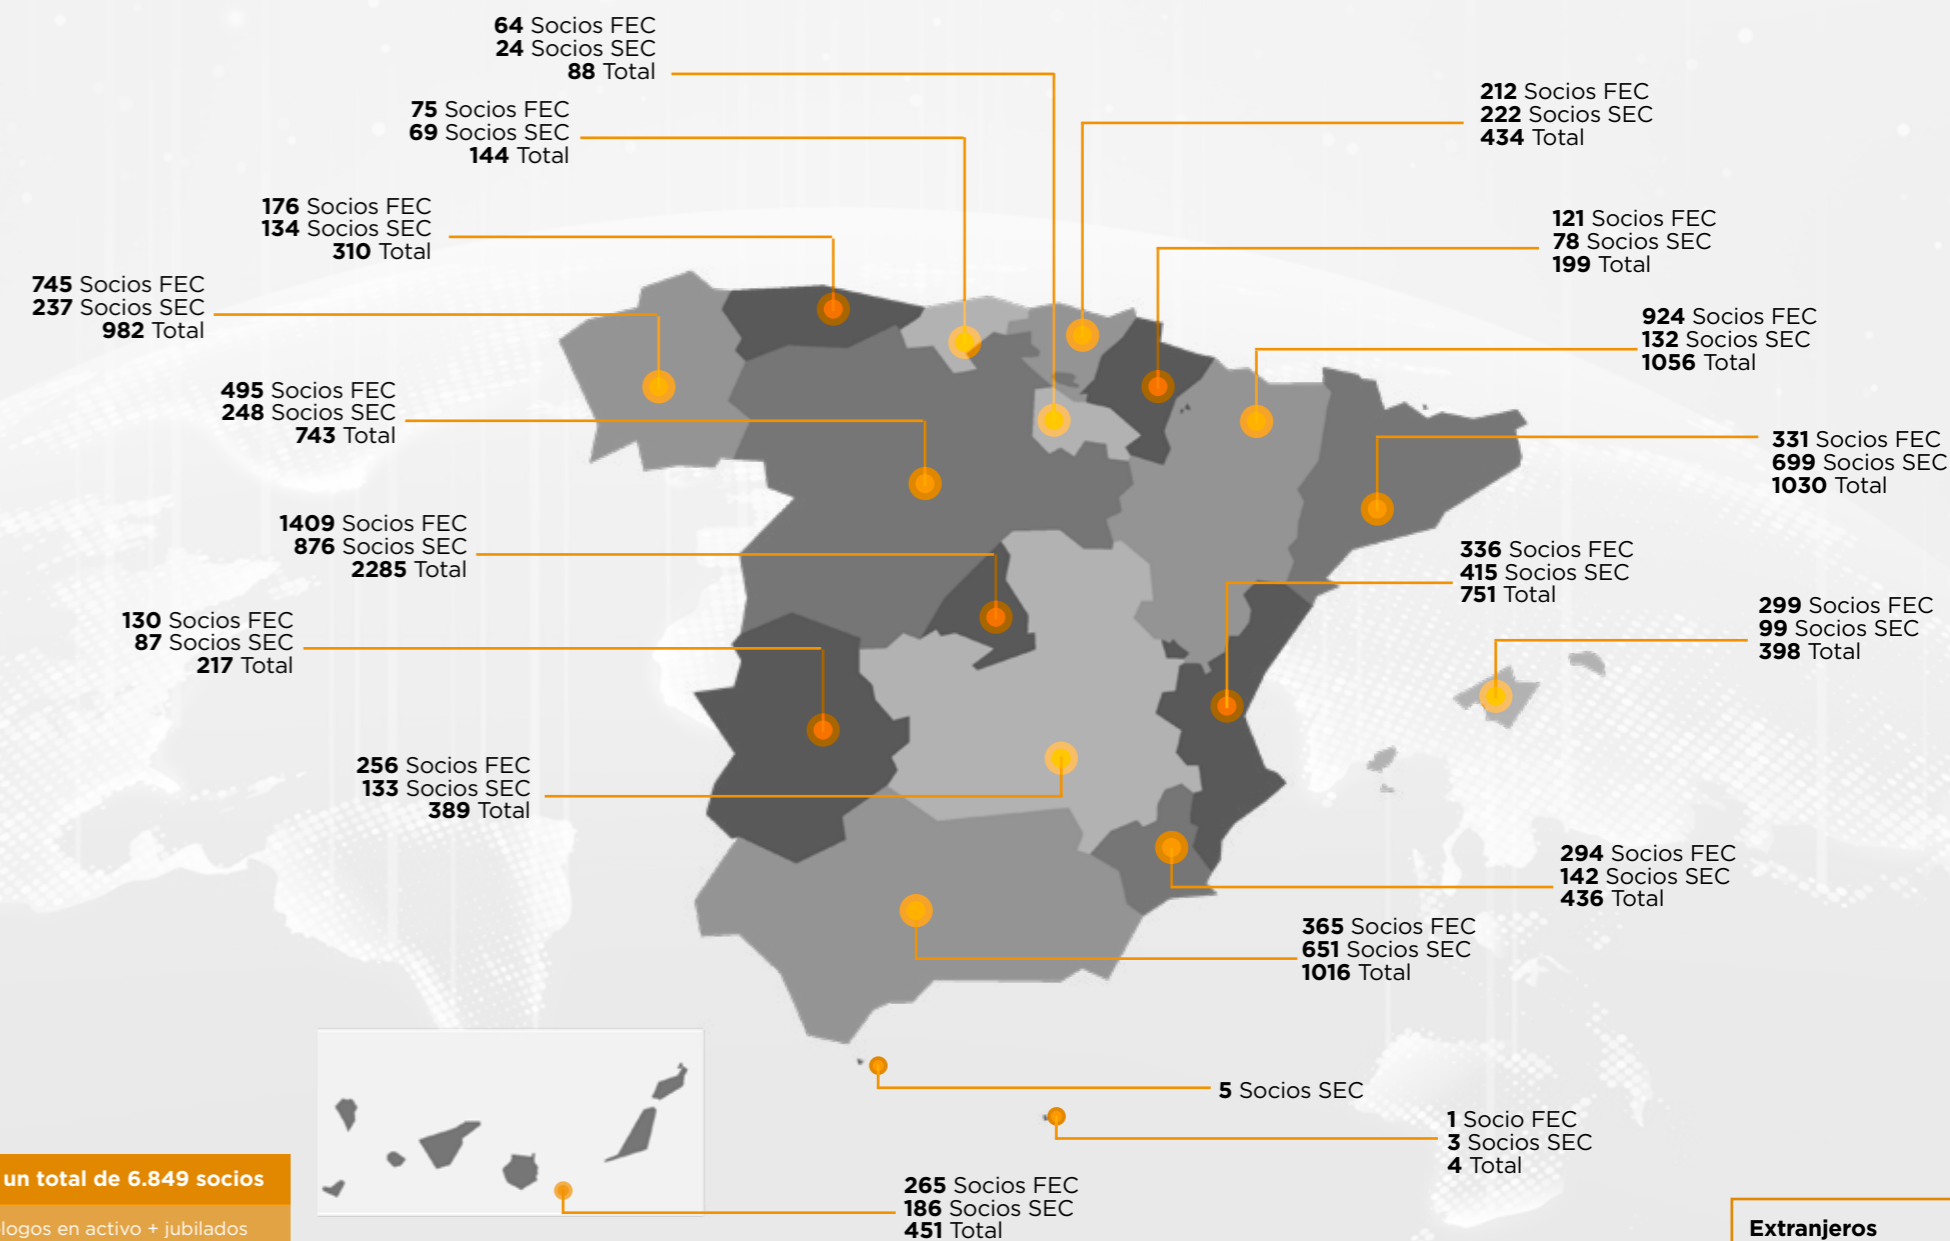 64 Socios FEC
24 Socios SEC
88 Total
75 Socios FEC
69 Socios SEC
144 Total
212 Socios FEC
222 Socios SEC
434 Total
176 Socios FEC
134 Socios SEC
310 Total
121 Socios FEC
78 Socios SEC
199 Total
745 Socios FEC
237 Socios SEC
982 Total
924 Socios FEC
132 Socios SEC
1056 Total
495 Socios FEC
248 Socios SEC
743 Total
331 Socios FEC
699 Socios SEC
1030 Total
1409 Socios FEC
876 Socios SEC
2285 Total
336 Socios FEC
415 Socios SEC
751 Total
299 Socios FEC
99 Socios SEC
398 Total
130 Socios FEC
87 Socios SEC
217 Total
256 Socios FEC
133 Socios SEC
389 Total
294 Socios FEC
142 Socios SEC
436 Total
365 Socios FEC
651 Socios SEC
1016 Total
5 Socios SEC
1 Socio FEC
3 Socios SEC
4 Total
265 Socios FEC
186 Socios SEC
451 Total
un total de 6.849 socios
logos en activo + jubilados
Extranjeros